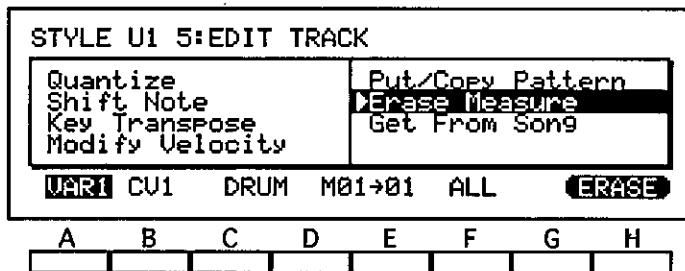 STYLE U1 5:EDIT TRACK
Quantize
Shift Note
Key Transpose
Modify Velocity
Put/Copy Pattern
▶Erase Measure
Get From Song
VAR1 CV1 DRUM M01→01 ALL ERASE
A B C D E F G H